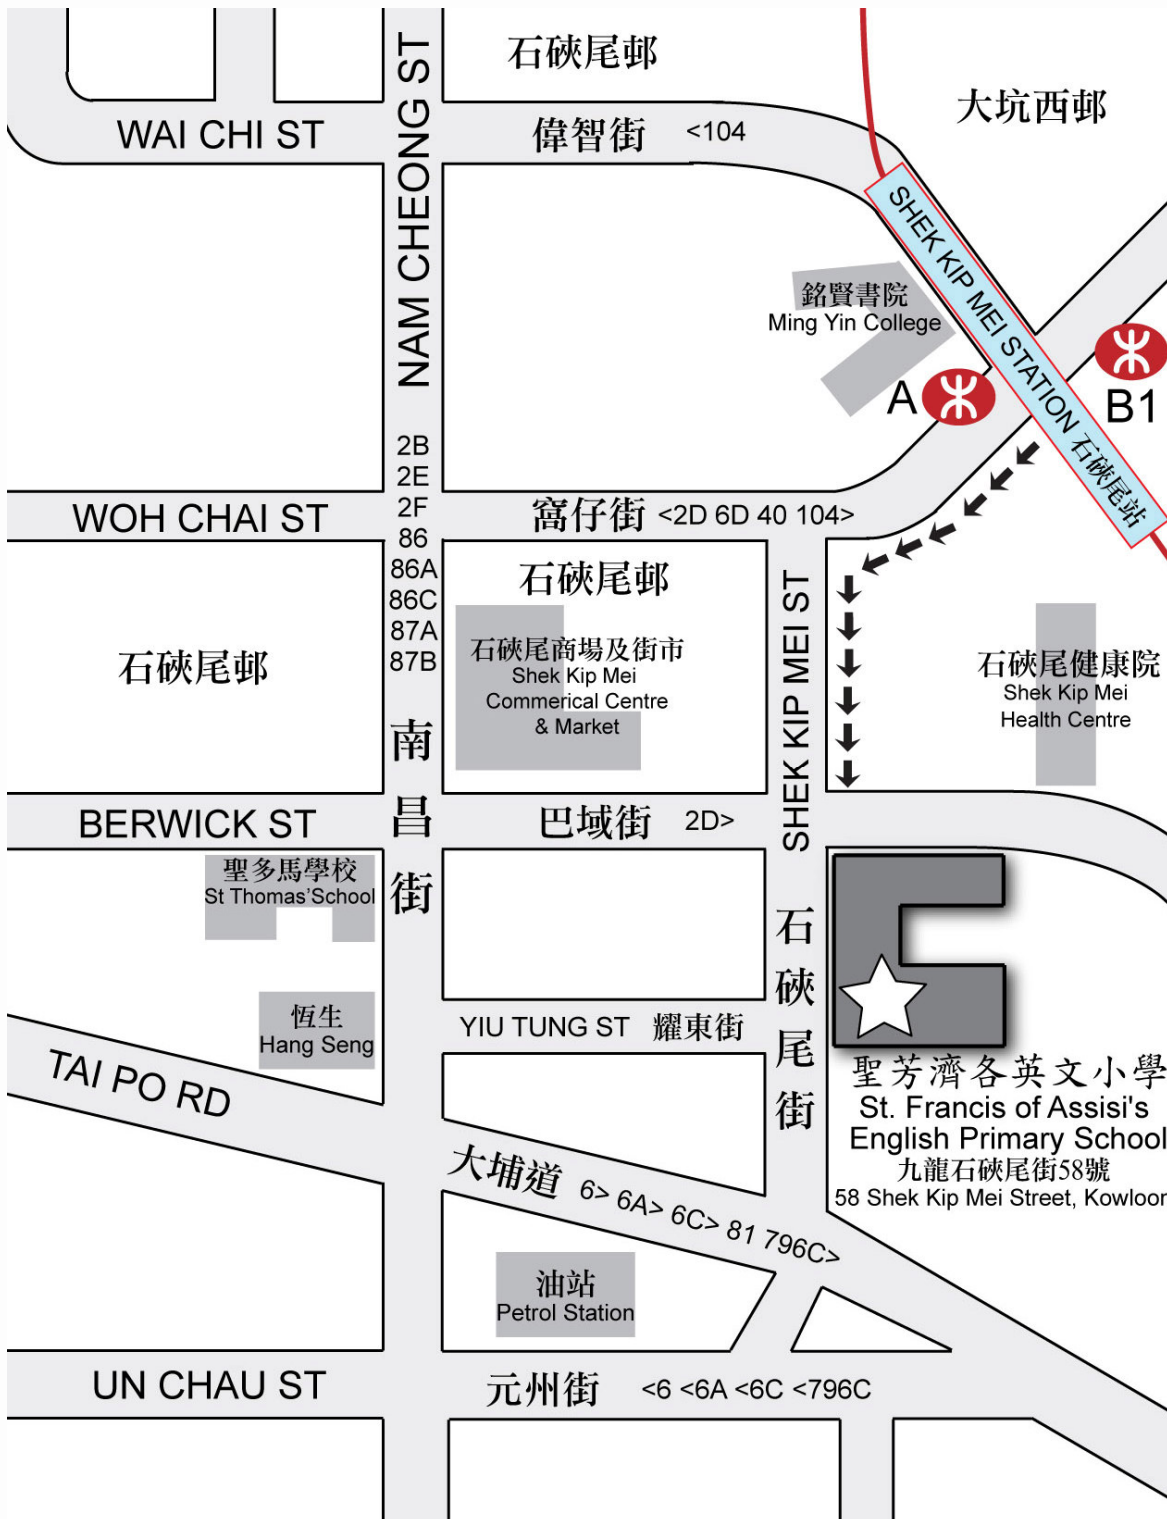 石硤尾邨
大坑西邨
WAI CHI ST
偉智街
<104
NAM CHEONG ST
SHEK KIP MEI STATION 石硤尾站
銘賢書院
Ming Yin College
A
B1
2B
2E
2F
86
86A
86C
87A
87B
WOH CHAI ST
窩仔街
<2D 6D 40 104>
石硤尾邨
石硤尾邨
石硤尾商場及街市
Shek Kip Mei
Commerical Centre
& Market
SHEK KIP MEI ST
石硤尾健康院
Shek Kip Mei
Health Centre
南昌街
BERWICK ST
巴域街
2D>
聖多馬學校
St Thomas'School
石硤尾街
恆生
Hang Seng
YIU TUNG ST 耀東街
TAI PO RD
大埔道
6> 6A> 6C> 81 796C>
聖芳濟各英文小學
St. Francis of Assisi's
English Primary School
九龍石硤尾街58號
58 Shek Kip Mei Street, Kowloon
油站
Petrol Station
UN CHAU ST
元州街
<6 <6A <6C <796C